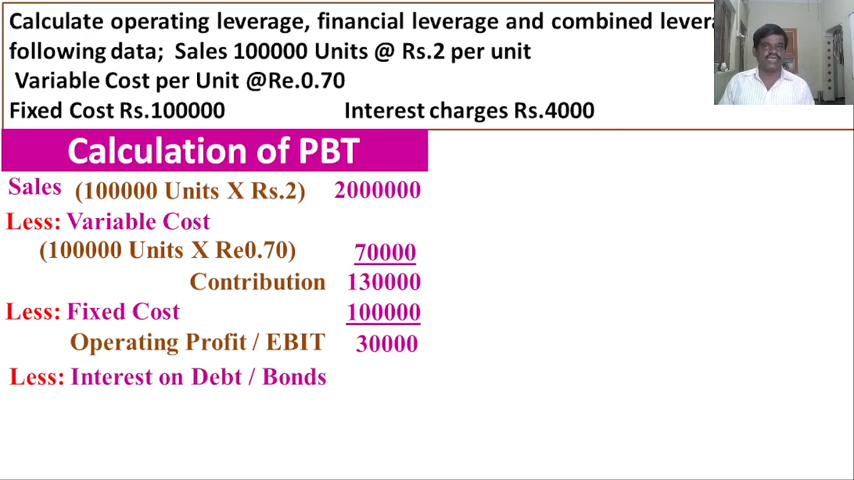 Calculate operating leverage, financial leverage and combined
following data;  Sales 100000 Units @ Rs.2 per unit
Variable Cost per Unit @Re.0.70
Fixed Cost Rs.100000 Interest charges Rs.4000
Calculation of PBT
Sales (100000 Units X Rs.2) 2000000
Less: Variable Cost
(100000 Units X Re0.70) 70000
Contribution 130000
Less: Fixed Cost 100000
Operating Profit / EBIT 30000
Less: Interest on Debt / Bonds